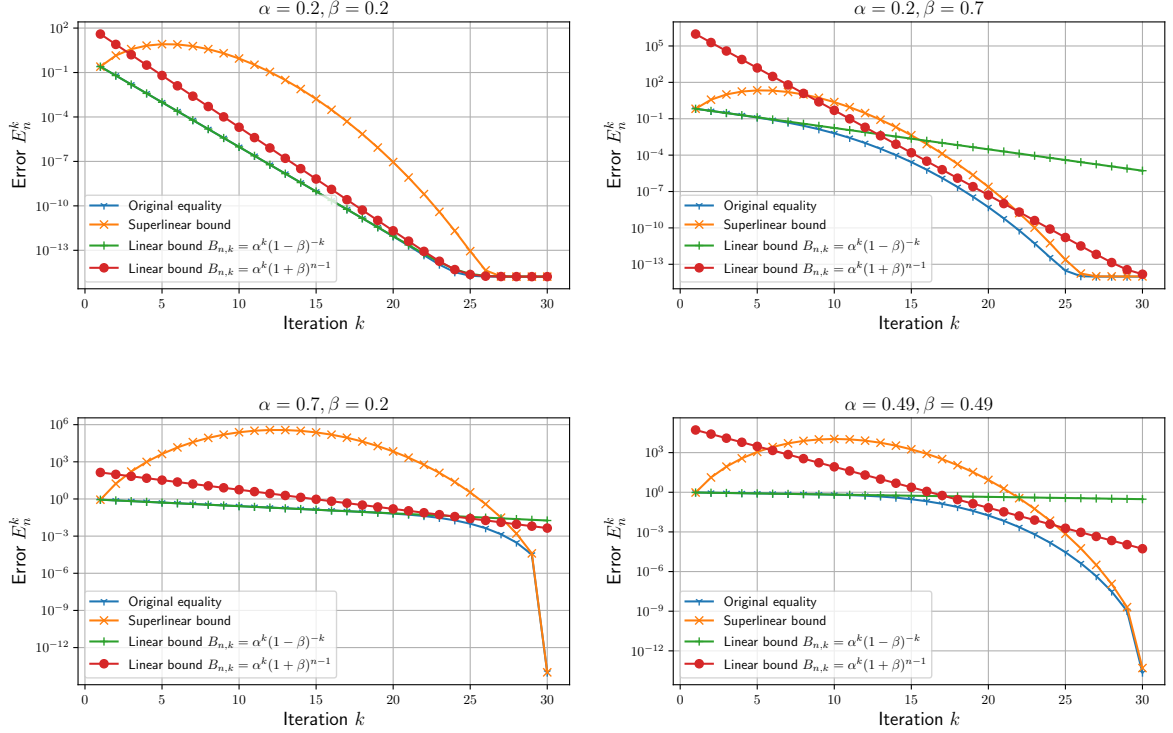 α = 0.2, β = 0.2
Error E_n^k
10^2
10^{-1}
10^{-4}
10^{-7}
10^{-10}
10^{-13}
Original equality
Superlinear bound
Linear bound B_{n,k} = α^k(1 − β)^{−k}
Linear bound B_{n,k} = α^k(1 + β)^{n−1}
0 5 10 15 20 25 30
Iteration k
α = 0.2, β = 0.7
Error E_n^k
10^5
10^2
10^{-1}
10^{-4}
10^{-7}
10^{-10}
10^{-13}
Original equality
Superlinear bound
Linear bound B_{n,k} = α^k(1 − β)^{−k}
Linear bound B_{n,k} = α^k(1 + β)^{n−1}
0 5 10 15 20 25 30
Iteration k
α = 0.7, β = 0.2
Error E_n^k
10^6
10^3
10^0
10^{-3}
10^{-6}
10^{-9}
10^{-12}
Original equality
Superlinear bound
Linear bound B_{n,k} = α^k(1 − β)^{−k}
Linear bound B_{n,k} = α^k(1 + β)^{n−1}
0 5 10 15 20 25 30
Iteration k
α = 0.49, β = 0.49
Error E_n^k
10^3
10^0
10^{-3}
10^{-6}
10^{-9}
10^{-12}
Original equality
Superlinear bound
Linear bound B_{n,k} = α^k(1 − β)^{−k}
Linear bound B_{n,k} = α^k(1 + β)^{n−1}
0 5 10 15 20 25 30
Iteration k